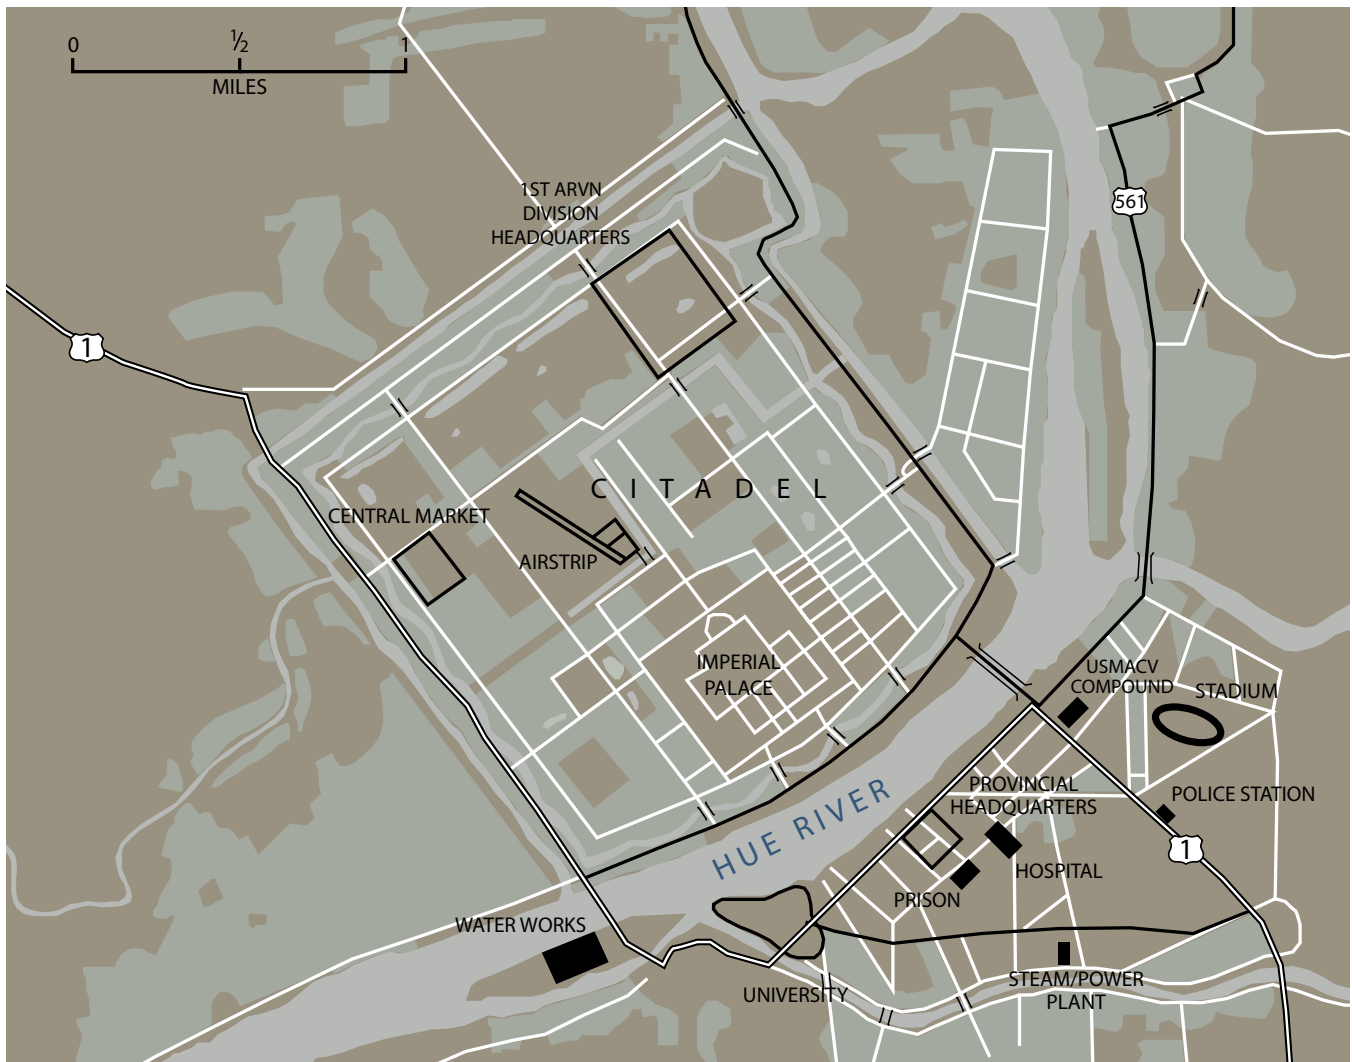 0 ½ 1
MILES
1ST ARVN
DIVISION
HEADQUARTERS
561
1
CITADEL
CENTRAL MARKET
AIRSTRIP
IMPERIAL
PALACE
USMACV
COMPOUND
STADIUM
PROVINCIAL
HEADQUARTERS
POLICE STATION
HUE RIVER
1
HOSPITAL
PRISON
WATER WORKS
STEAM/POWER
PLANT
UNIVERSITY